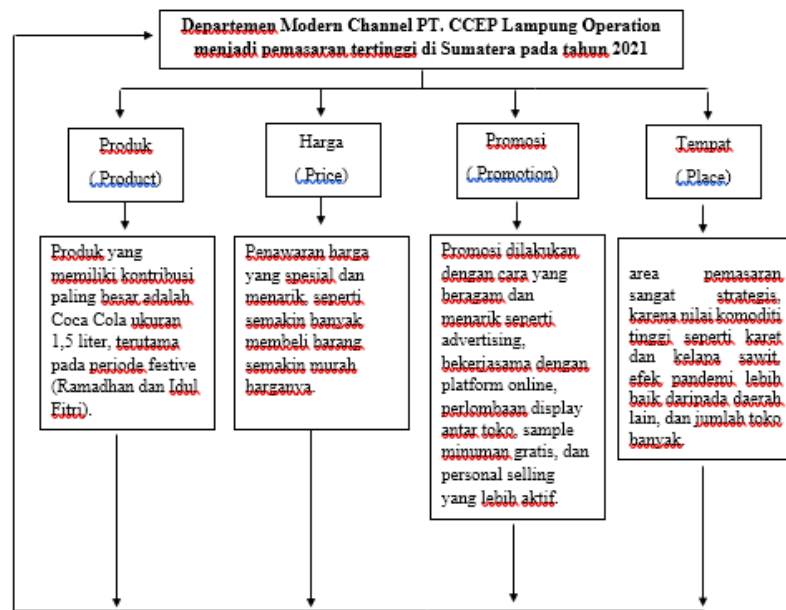 Departemen Modern Channel PT. CCEP Lampung Operation
menjadi pemasaran tertinggi di Sumatera pada tahun 2021
Produk
(.Product)
Harga
(.Price)
Promosi
(.Promotion)
Tempat
(.Place)
Produk yang
memiliki kontribusi
paling besar adalah
Coca Cola ukuran
1,5 liter, terutama
pada periode festive
(Ramadhan dan Idul
Fitri).
Penawaran harga
yang spesial dan
menarik, seperti
semakin banyak
membeli barang
semakin murah
harganya.
Promosi dilakukan
dengan cara yang
beragam dan
menarik seperti
advertising,
bekerjasama dengan
platform online,
perlombaan display
antar toko, sample
minuman gratis, dan
personal selling
yang lebih aktif.
area pemasaran
sangat strategis,
karena nilai komoditi
tinggi seperti karet
dan kelapa sawit,
efek pandemi lebih
baik daripada daerah
lain, dan jumlah toko
banyak.